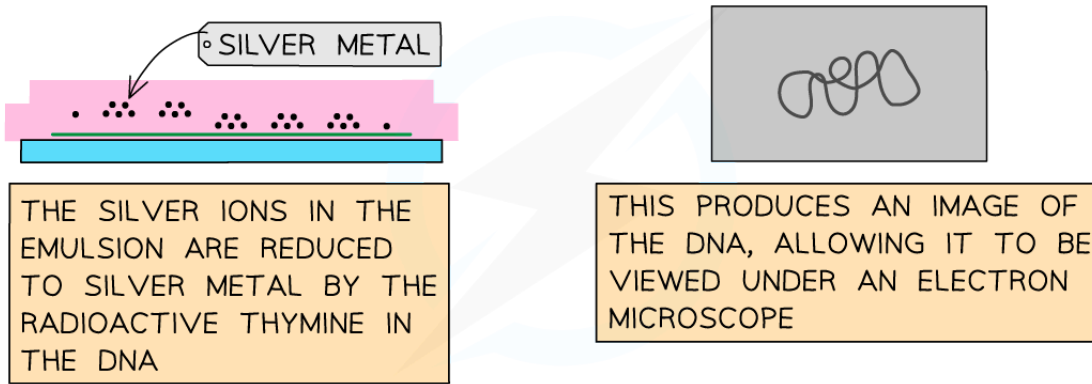 SILVER METAL
THE SILVER IONS IN THE
EMULSION ARE REDUCED
TO SILVER METAL BY THE
RADIOACTIVE THYMINE IN
THE DNA
THIS PRODUCES AN IMAGE OF
THE DNA, ALLOWING IT TO BE
VIEWED UNDER AN ELECTRON
MICROSCOPE